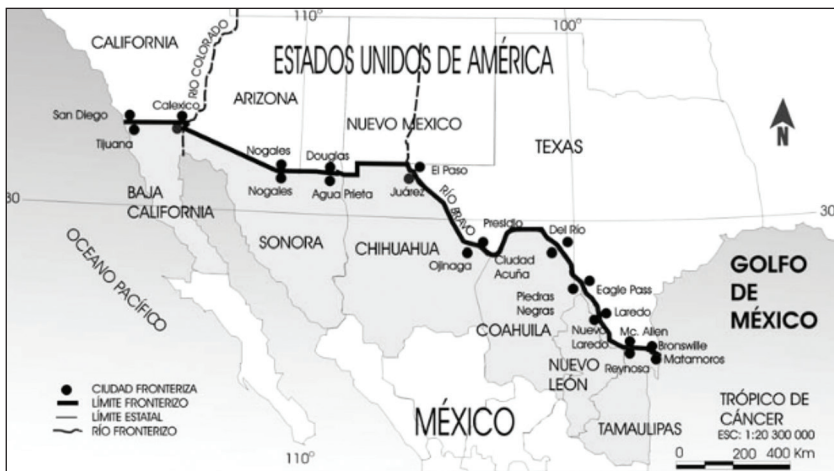 110°
100°
CALIFORNIA
RIO COLORADO
ESTADOS UNIDOS DE AMÉRICA
ARIZONA
San Diego
Calexico
NUEVO MEXICO
N
Tijuana
Nogales
Douglas
El Paso
TEXAS
Nogales
Agua Prieta
Juárez
30
BAJA
CALIFORNIA
RÍO BRAVO
30
SONORA
CHIHUAHUA
Presidio
Del Río
Ojinaga
Ciudad
Acuña
OCEANO PACÍFICO
Eagle Pass
Piedras
Negras
GOLFO
DE
MÉXICO
COAHUILA
Laredo
Nuevo
Laredo
Mc. Allen
Bronswille
Matamoros
Reynosa
NUEVO
LEÓN
TAMAULIPAS
MÉXICO
CIUDAD FRONTERIZA
LÍMITE FRONTERIZO
LÍMITE ESTATAL
RÍO FRONTERIZO
TRÓPICO DE
CÁNCER
ESC: 1:20 300 000
0 200 400 Km
110°